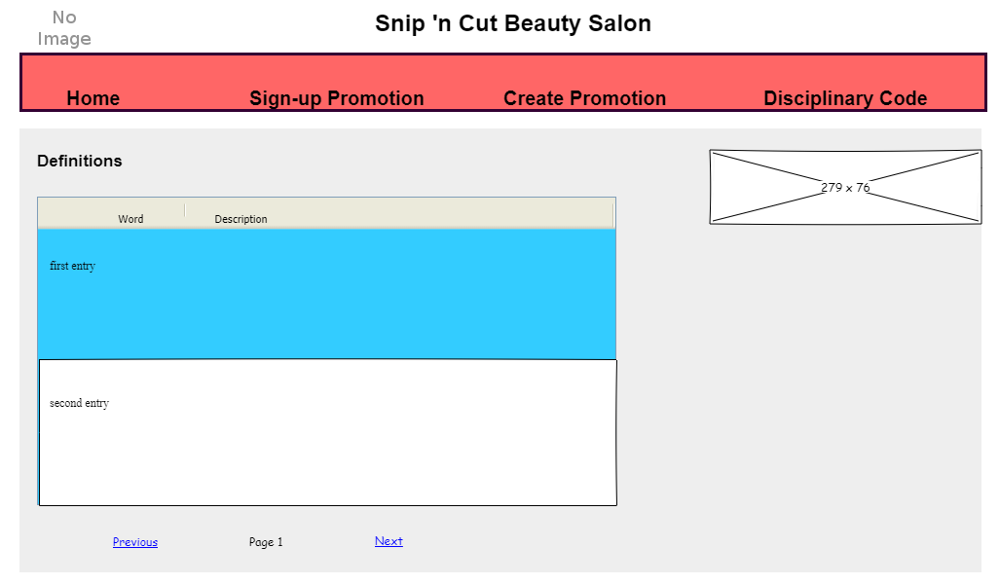 No
Image
Snip 'n Cut Beauty Salon
Home Sign-up Promotion Create Promotion Disciplinary Code
Definitions
279 x 76
Word Description
first entry
second entry
Previous Page 1 Next